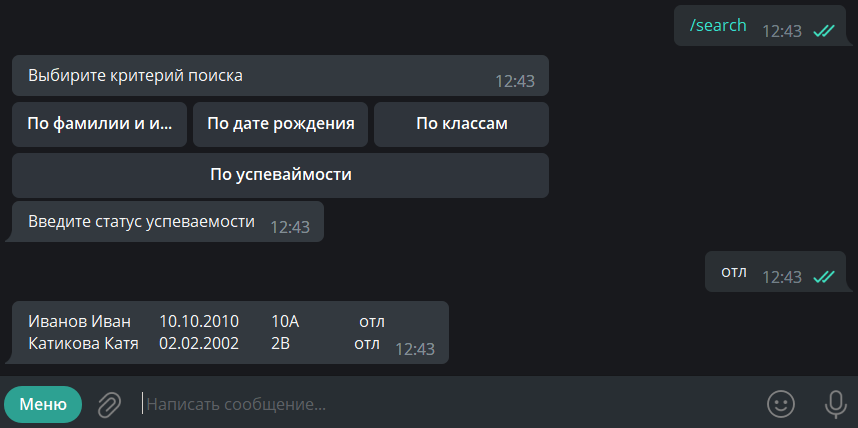 /search 12:43
Выбирите критерий поиска 12:43
По фамилии и и... По дате рождения По классам
По успеваймости
Введите статус успеваемости 12:43
отл 12:43
Иванов Иван 10.10.2010 10А отл
Катикова Катя 02.02.2002 2В отл 12:43
Меню Написать сообщение...